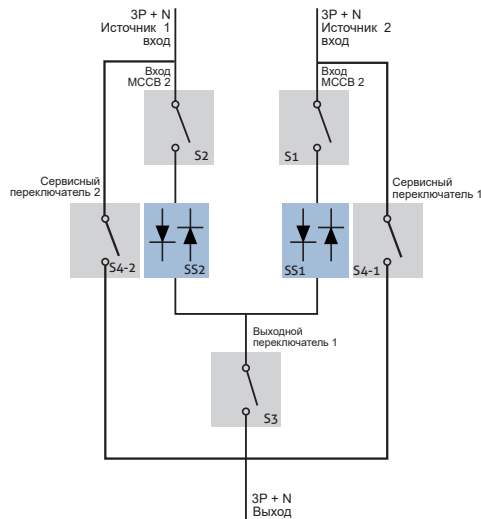 3P + N
Источник 1
вход
3P + N
Источник 2
вход
Вход
MCCB 2
Вход
MCCB 2
S2
S1
Сервисный
переключатель 2
Сервисный
переключатель 1
S4-2
SS2
SS1
S4-1
Выходной
переключатель 1
S3
3P + N
Выход